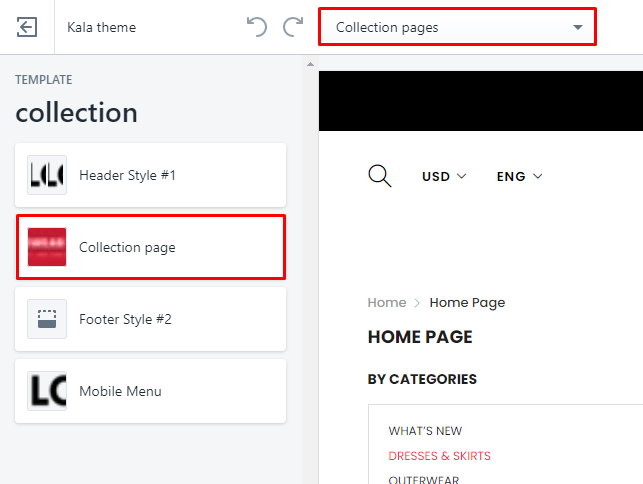 Kala theme
Collection pages
TEMPLATE
collection
Header Style #1
Collection page
Footer Style #2
Mobile Menu
USD
ENG
Home > Home Page
HOME PAGE
BY CATEGORIES
WHAT'S NEW
DRESSES & SKIRTS
OUTERWEAR